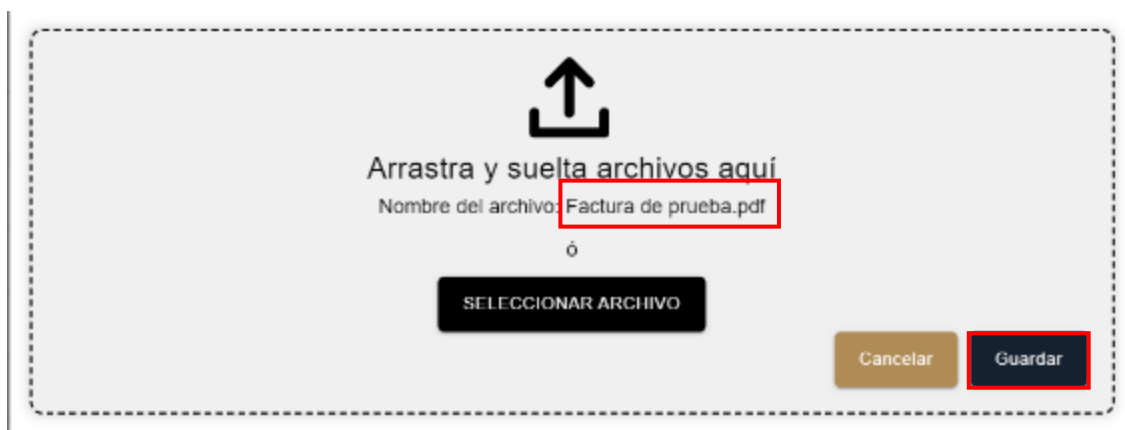 Arrastra y suelta archivos aquí
Nombre del archivo: Factura de prueba.pdf
ó
SELECCIONAR ARCHIVO
Cancelar Guardar